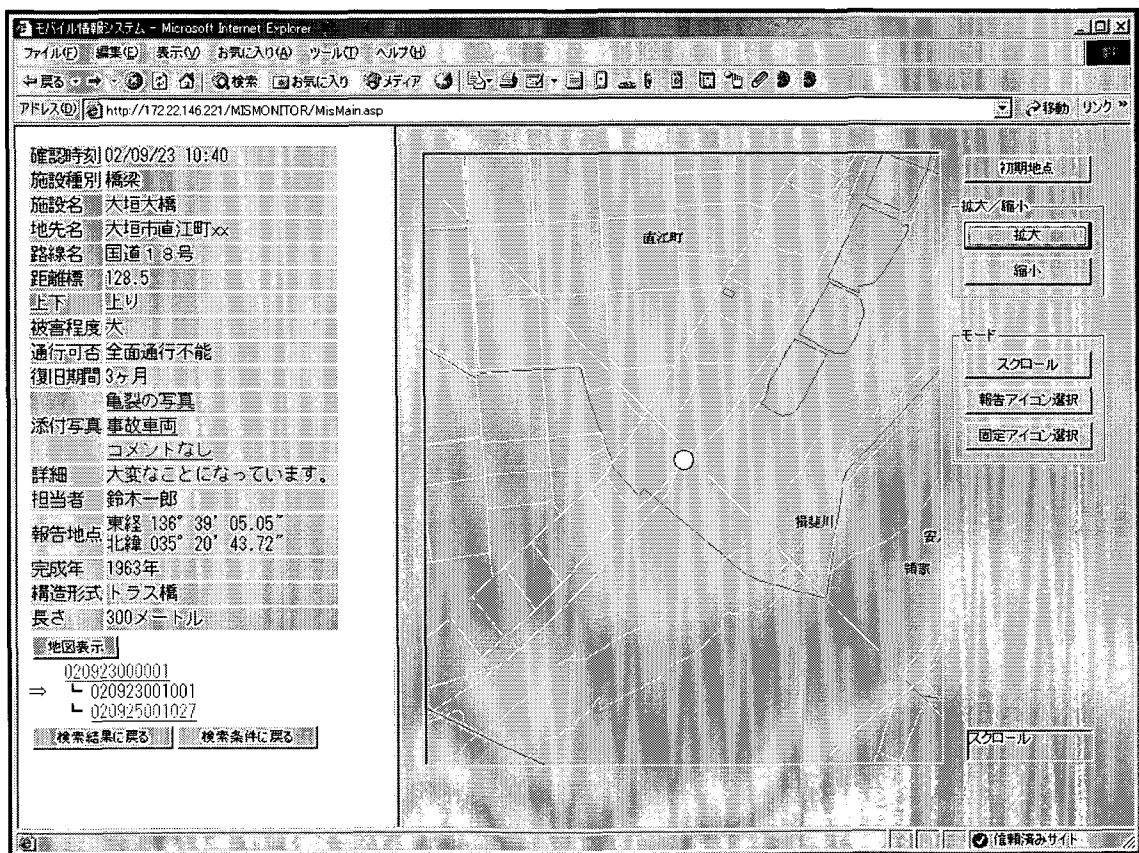 モバイル情報システム - Microsoft Internet Explorer
ファイル(F) 編集(E) 表示(V) お気に入り(A) ツール(T) ヘルプ(H)
戻る 検索 お気に入り メディア
アドレス(D) http://172.22.146.221/MISMONITOR/MisMain.asp 移動 リンク »
確認時刻 02/09/23 10:40
施設種別 橋梁
施設名 大垣大橋
地先名 大垣市直江町xx
路線名 国道18号
距離標 128.5
上下 上り
被害程度 大
通行可否 全面通行不能
復旧期間 3ヶ月
添付写真 亀裂の写真
事故車両
コメントなし
詳細 大変なことになっています。
担当者 鈴木一郎
報告地点 東経 136° 39' 05.05"
北緯 035° 20' 43.72"
完成年 1963年
構造形式 トラス橋
長さ 300メートル
地図表示
020923000001
⇒ 020923001001
020925001027
検索結果に戻る 検索条件に戻る
直江町
揖斐川
安
領家
初期地点
拡大/縮小
拡大
縮小
モード
スクロール
報告アイコン選択
固定アイコン選択
スクロール
信頼済みサイト